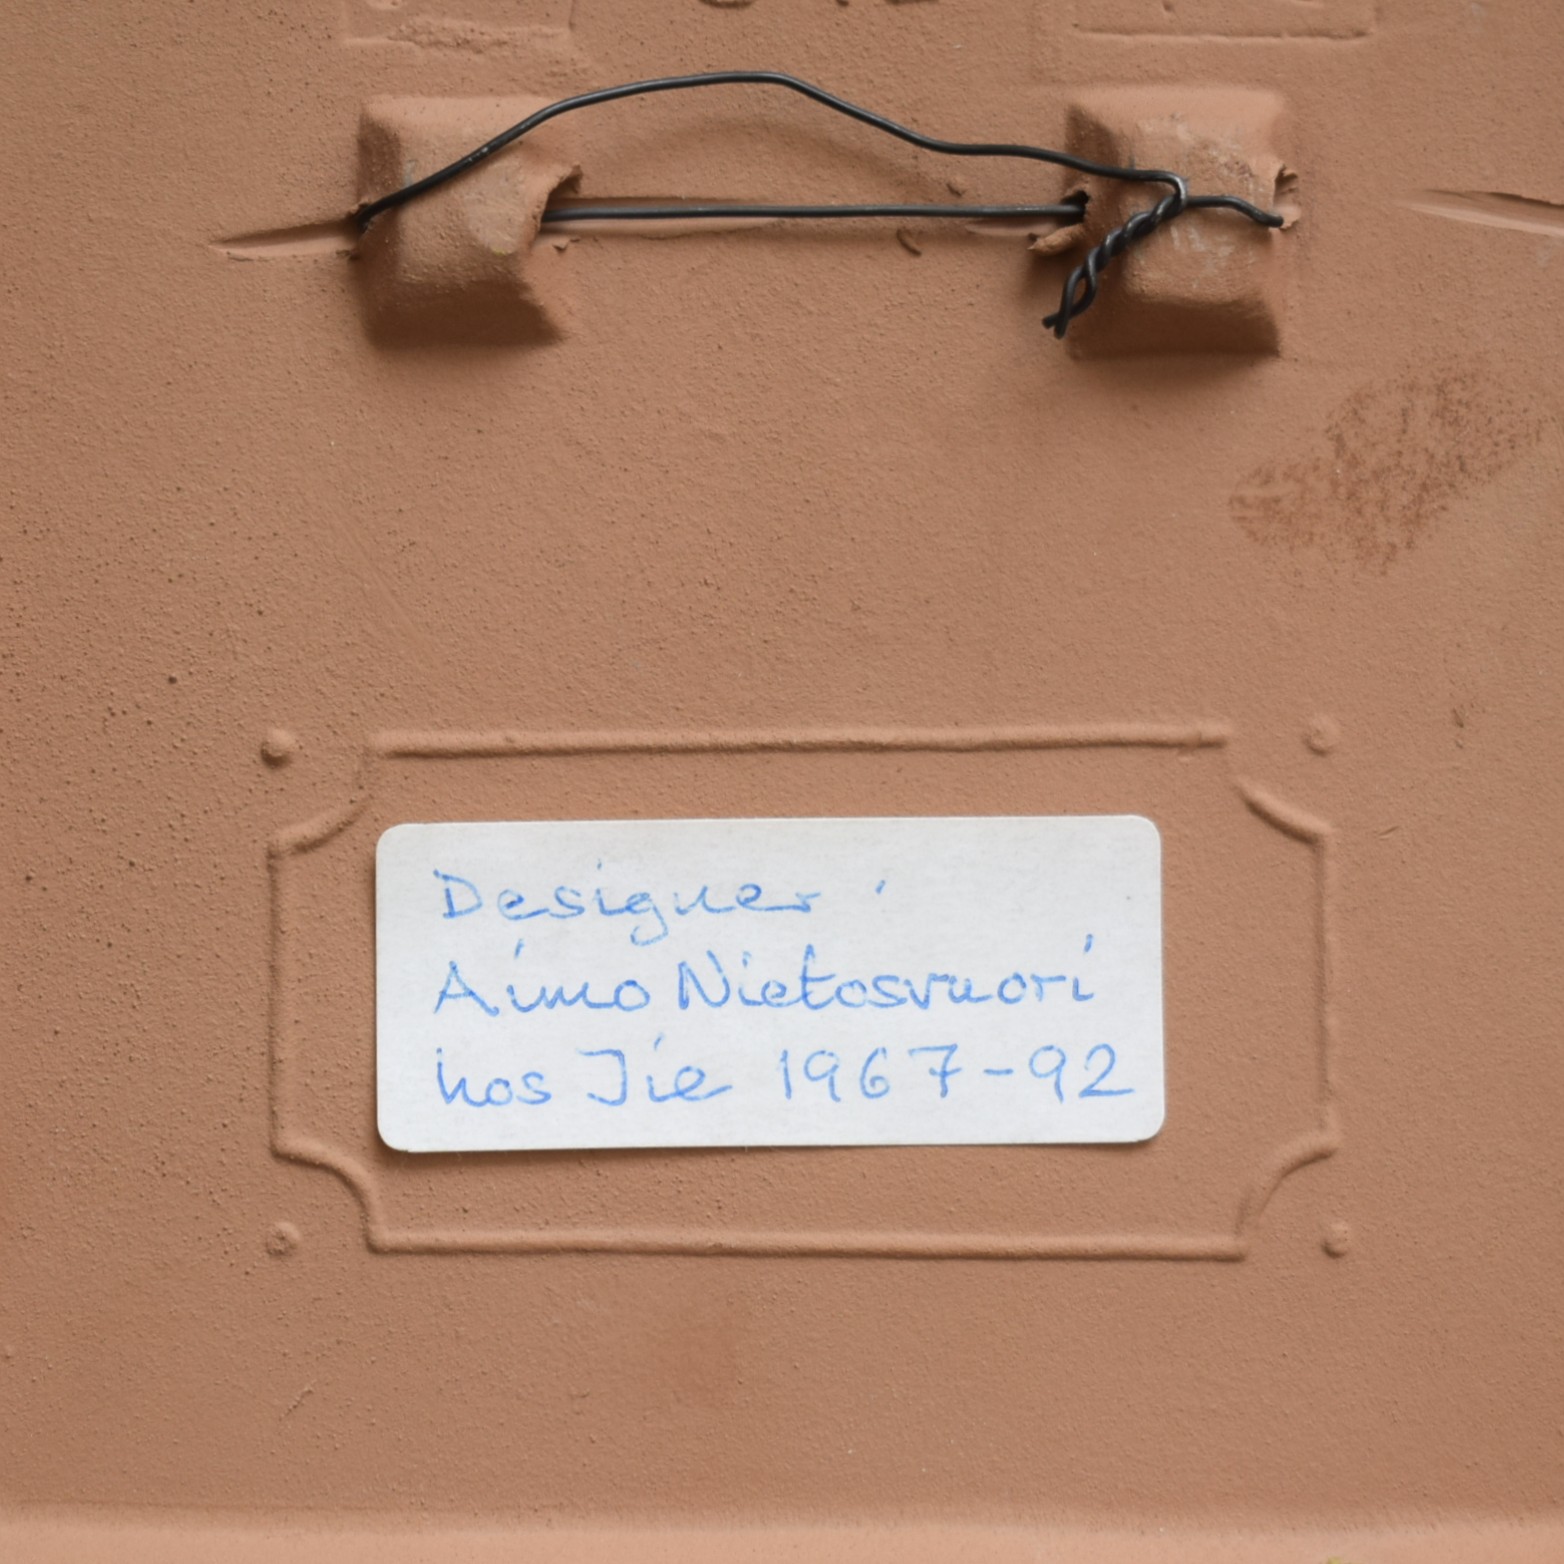 Designer:
Aimo Nietosvuori
hos Jie 1967-92